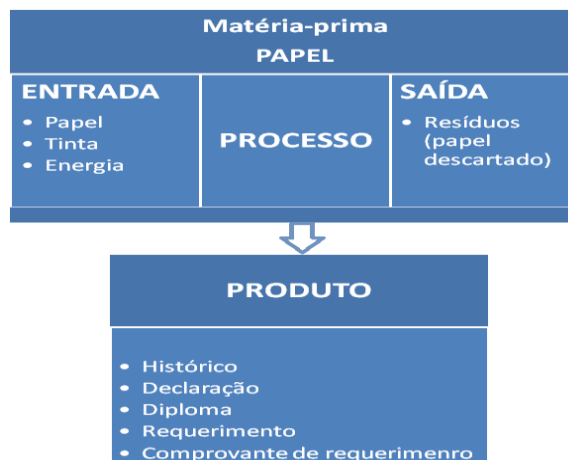 Matéria-prima
PAPEL
ENTRADA
• Papel
• Tinta
• Energia
PROCESSO
SAÍDA
• Resíduos
(papel
descartado)
PRODUTO
• Histórico
• Declaração
• Diploma
• Requerimento
• Comprovante de requerimenro